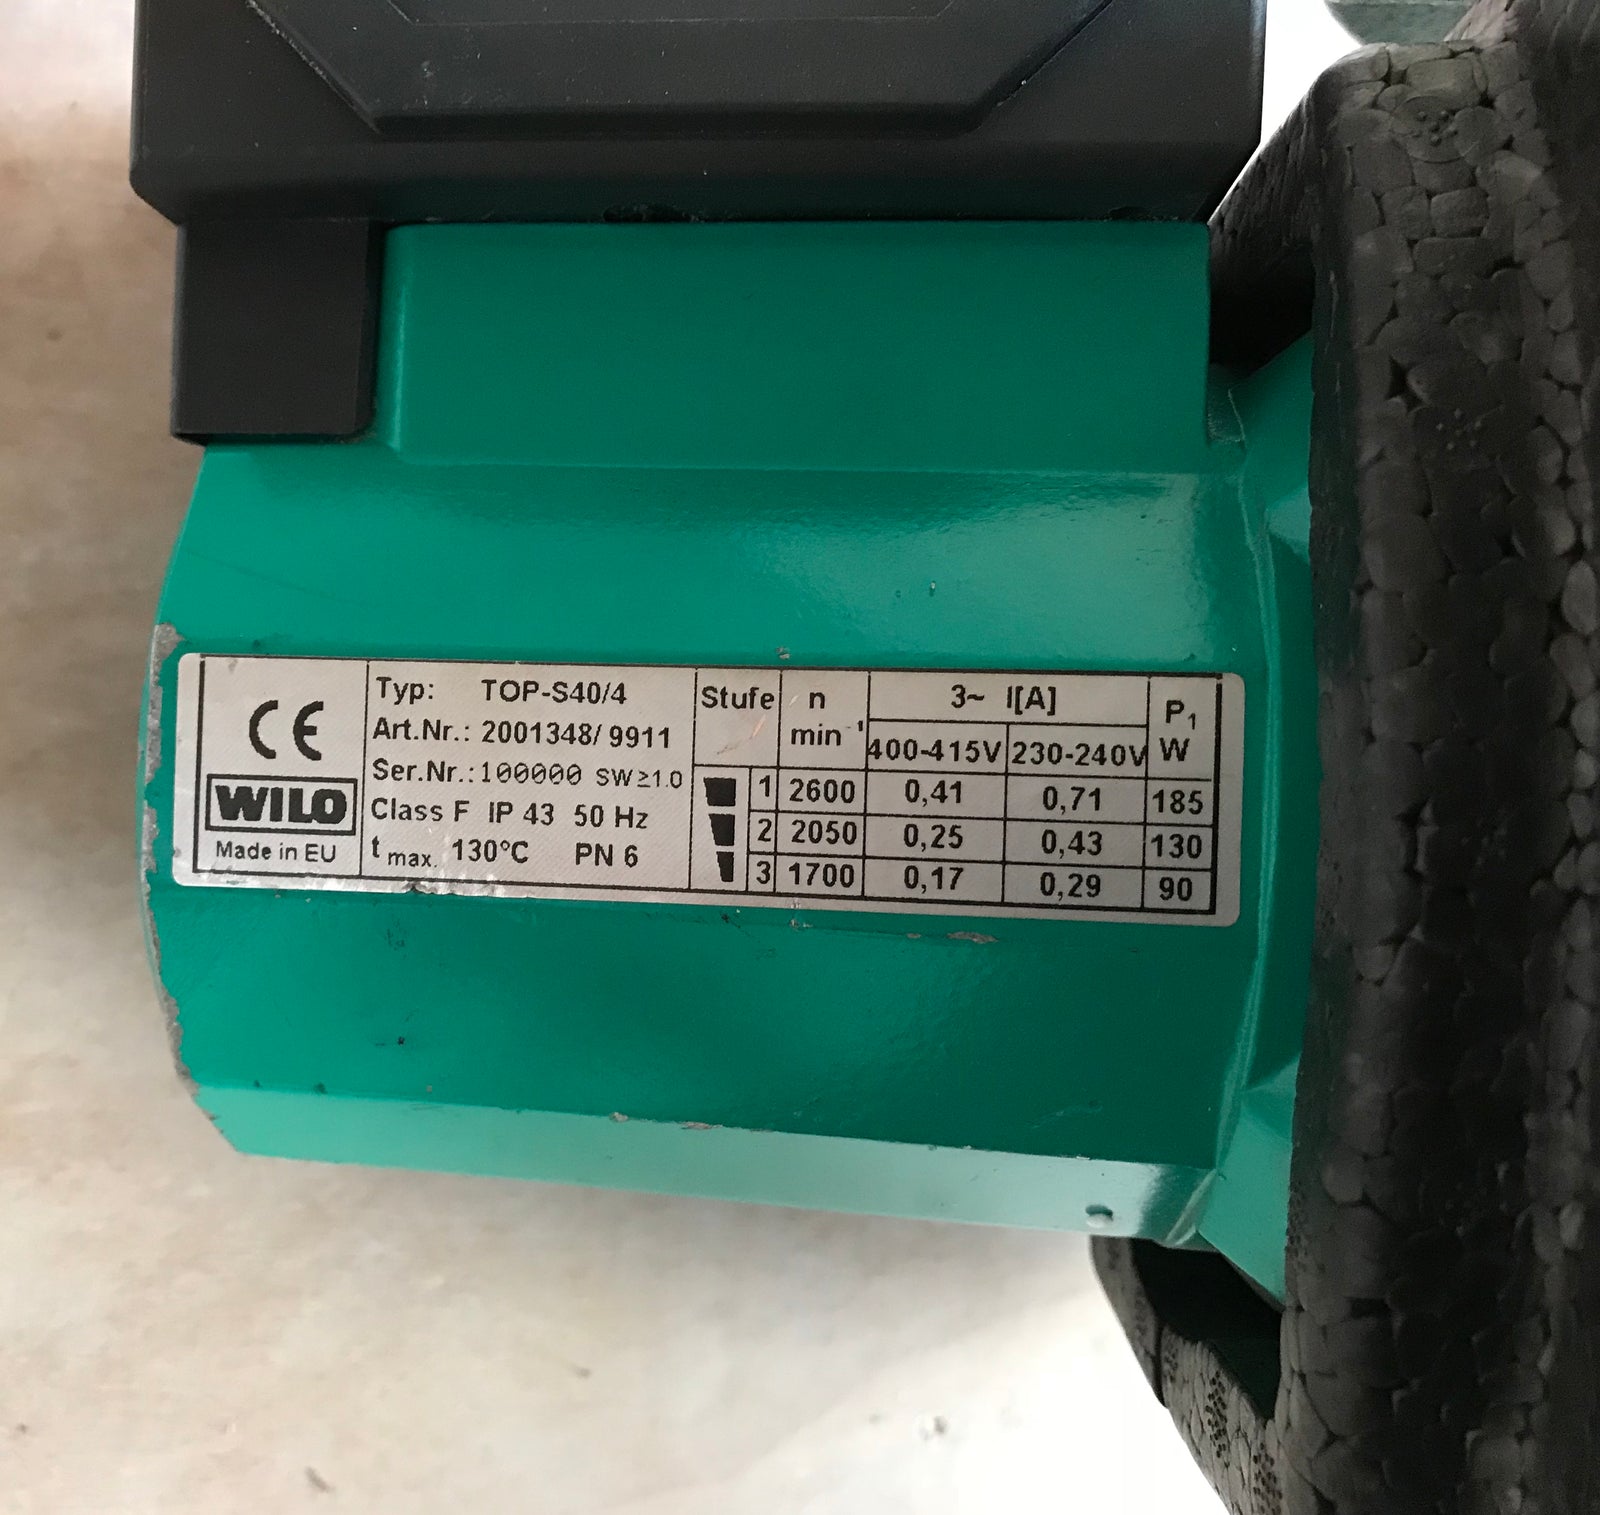 CE
WILO
Made in EU
Typ: TOP-S40/4
Art.Nr.: 2001348/ 9911
Ser.Nr.: 100000 SW≥1.0
Class F IP 43 50 Hz
t max. 130°C PN 6
Stufe n min⁻¹ 3~ I[A] P₁ W
400-415V 230-240V
1 2600 0,41 0,71 185
2 2050 0,25 0,43 130
3 1700 0,17 0,29 90